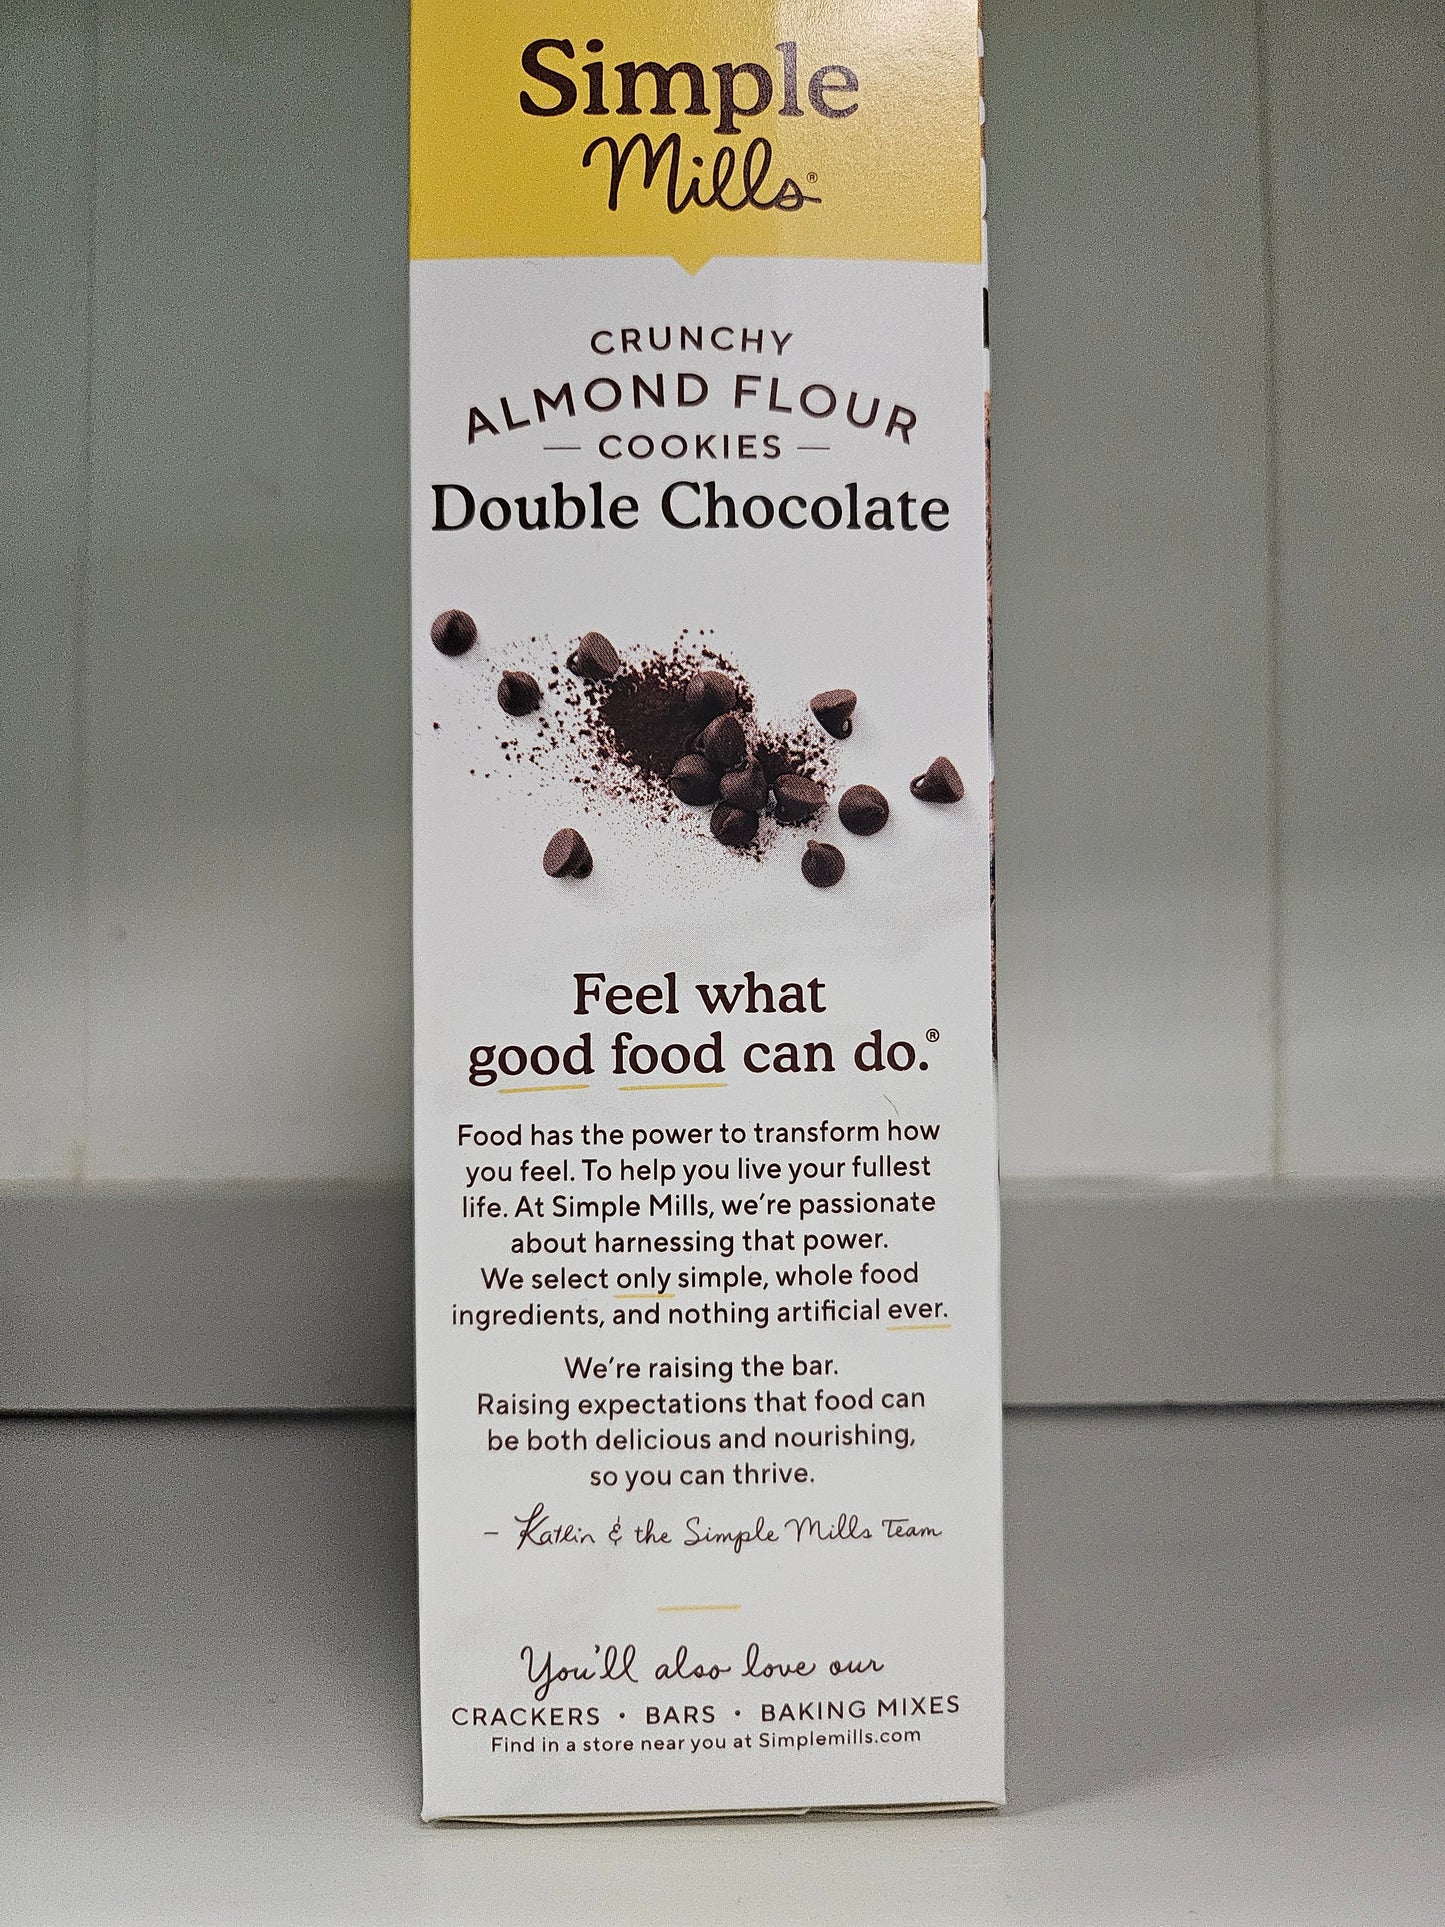 Simple
Mills®
CRUNCHY
ALMOND FLOUR
— COOKIES —
Double Chocolate
Feel what
good food can do.®
Food has the power to transform how
you feel. To help you live your fullest
life. At Simple Mills, we're passionate
about harnessing that power.
We select only simple, whole food
ingredients, and nothing artificial ever.
We're raising the bar.
Raising expectations that food can
be both delicious and nourishing,
so you can thrive.
– Katlin & the Simple Mills Team
You'll also love our
CRACKERS • BARS • BAKING MIXES
Find in a store near you at Simplemills.com